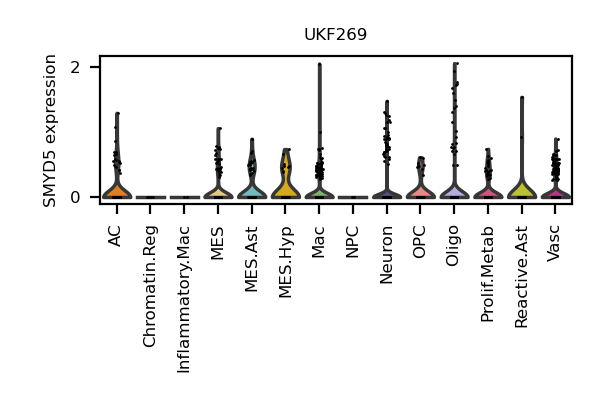 UKF269
SMYD5 expression
2
0
AC
Chromatin.Reg
Inflammatory.Mac
MES
MES.Ast
MES.Hyp
Mac
NPC
Neuron
OPC
Oligo
Prolif.Metab
Reactive.Ast
Vasc